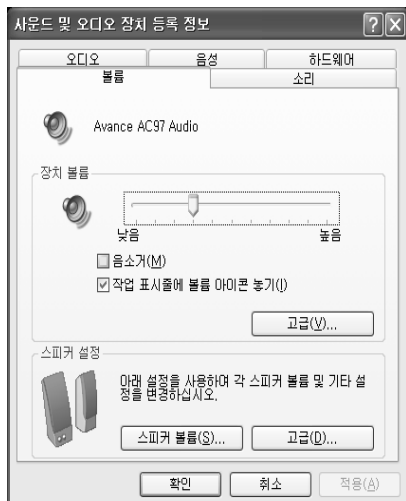 사운드 및 오디오 장치 등록 정보
오디오 음성 하드웨어
볼륨 소리
Avance AC97 Audio
장치 볼륨
낮음 높음
음소거(M)
작업 표시줄에 볼륨 아이콘 놓기(I)
고급(V)...
스피커 설정
아래 설정을 사용하여 각 스피커 볼륨 및 기타 설
정을 변경하십시오.
스피커 볼륨(S)... 고급(D)...
확인 취소 적용(A)